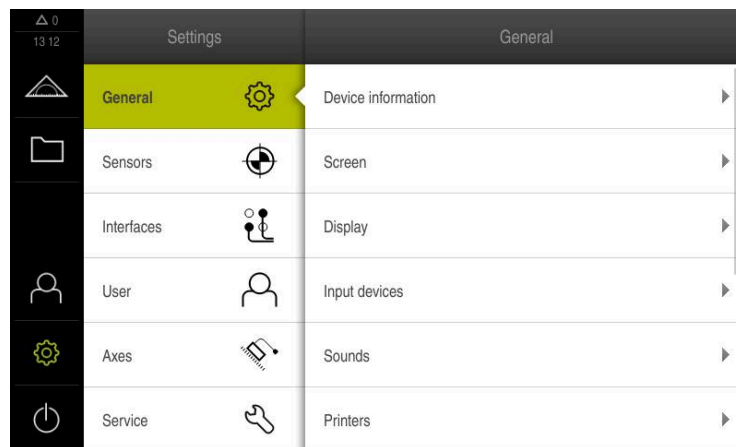 0
13 12
Settings
General
General
Sensors
Interfaces
User
Axes
Service
Device information
Screen
Display
Input devices
Sounds
Printers